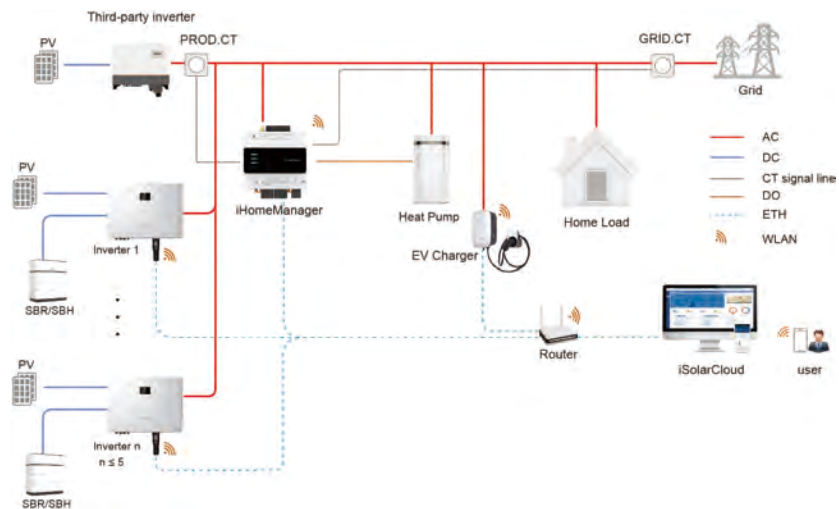 Third-party inverter
PV
PROD.CT
GRID.CT
Grid
AC
DC
CT signal line
DO
ETH
WLAN
iHomeManager
Heat Pump
EV Charger
Home Load
PV
Inverter 1
SBR/SBH
Router
iSolarCloud
user
PV
Inverter n
n ≤ 5
SBR/SBH